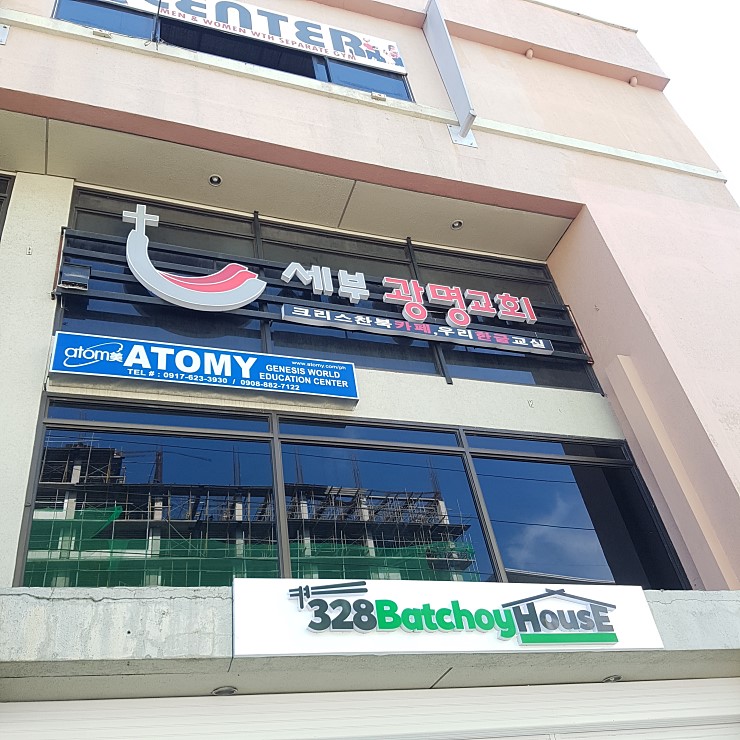 CENTER
MEN & WOMEN WTH SEPARATE GYM
세부 광명교회
크리스찬북카페,우리한글교실
atom美 ATOMY
www.atomy.com/ph
GENESIS WORLD
EDUCATION CENTER
TEL # : 0917-623-3930 / 0908-882-7122
328BatchoyHousE